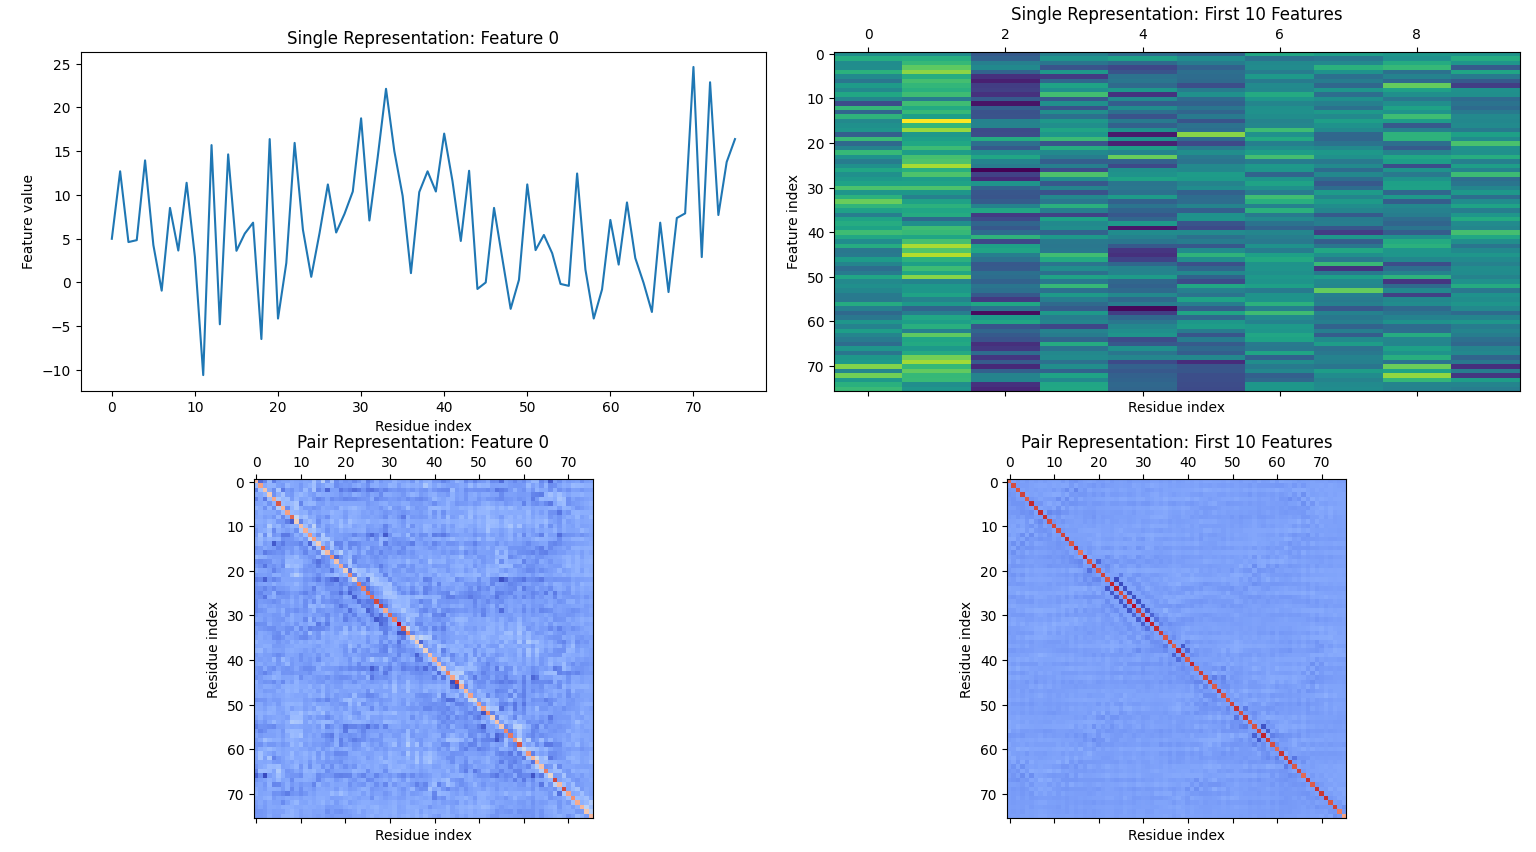 Single Representation: Feature 0
Feature value
25
20
15
10
5
0
−5
−10
0 10 20 30 40 50 60 70
Residue index
Single Representation: First 10 Features
0 2 4 6 8
Feature index
0
10
20
30
40
50
60
70
Residue index
Pair Representation: Feature 0
0 10 20 30 40 50 60 70
Residue index
0
10
20
30
40
50
60
70
Residue index
Pair Representation: First 10 Features
0 10 20 30 40 50 60 70
Residue index
0
10
20
30
40
50
60
70
Residue index